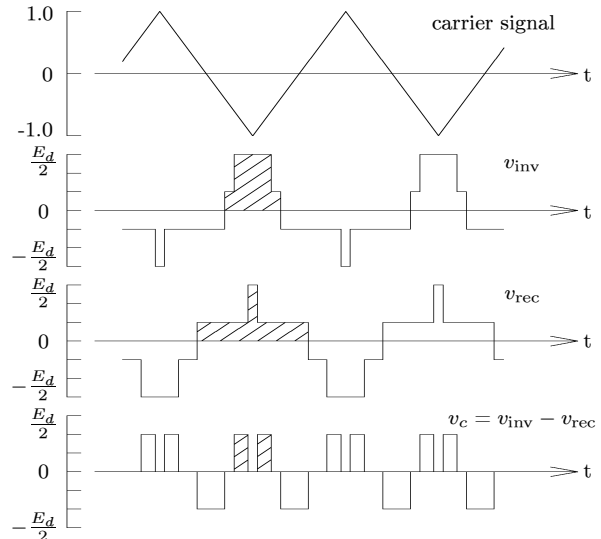 1.0
carrier signal
0
t
-1.0
E_d/2
v_inv
0
t
−E_d/2
E_d/2
v_rec
0
t
−E_d/2
E_d/2
v_c = v_inv − v_rec
0
t
−E_d/2